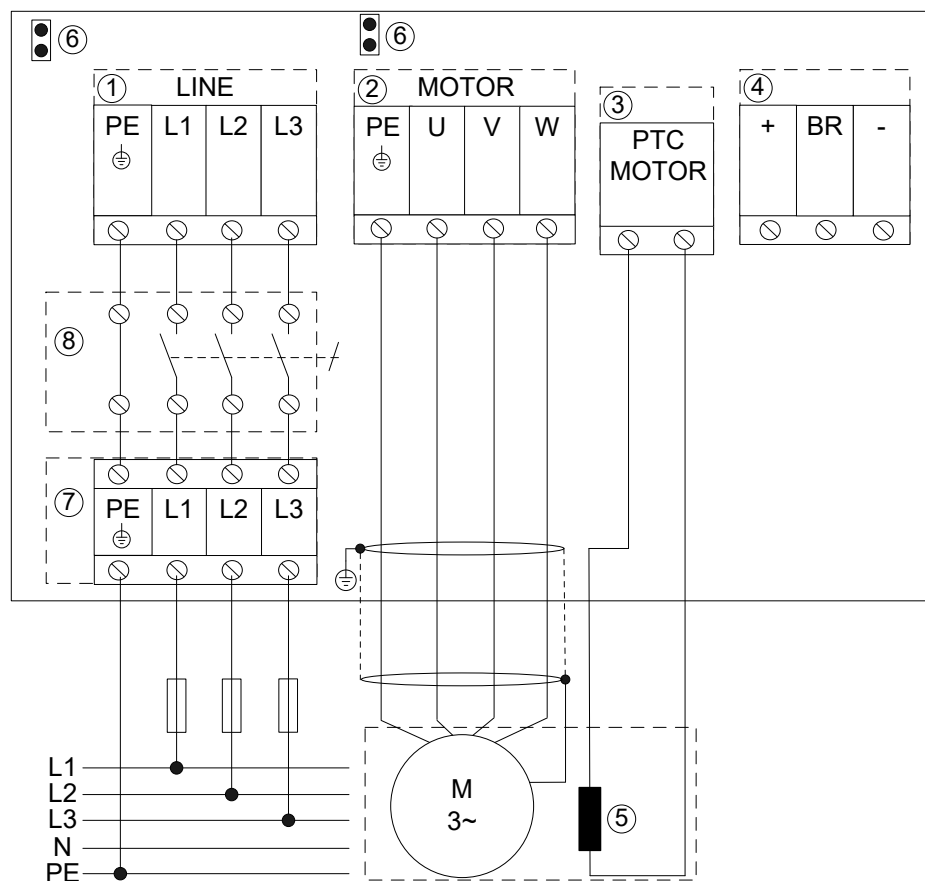 6 6
1 LINE 2 MOTOR 3 4
PE L1 L2 L3 PE U V W PTC MOTOR + BR -
8
7 PE L1 L2 L3
L1
L2
L3
N
PE
M
3~
5